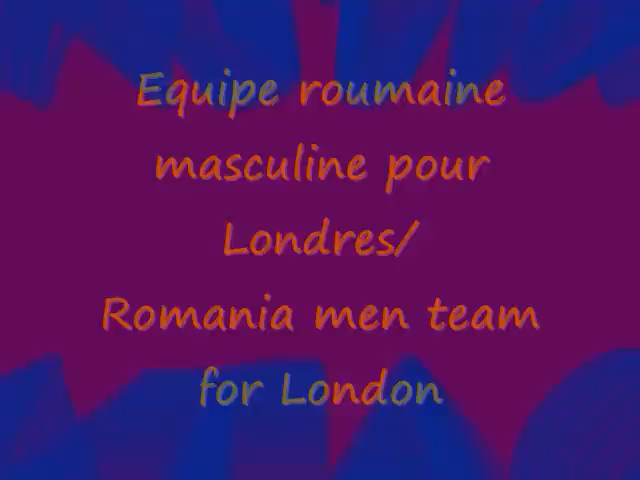 Equipe roumaine
masculine pour
Londres/
Romania men team
for London